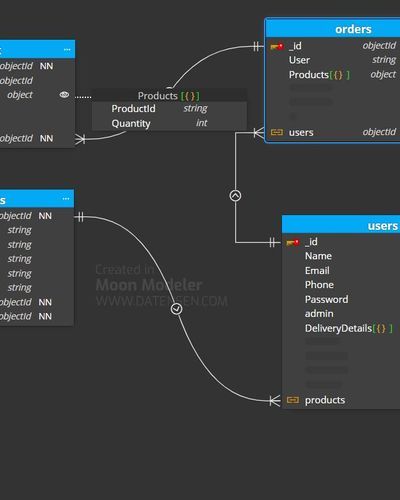 orders
_id objectId
User string
Products[{}] object
users objectId
objectId NN
objectId
object
objectId NN
Products [{}]
ProductId string
Quantity int
s
objectId NN
string
string
string
string
string
objectId NN
objectId NN
users
_id
Name
Email
Phone
Password
admin
DeliveryDetails[{}]
products
Created in
Moon Modeler
WWW.DATENSEN.COM